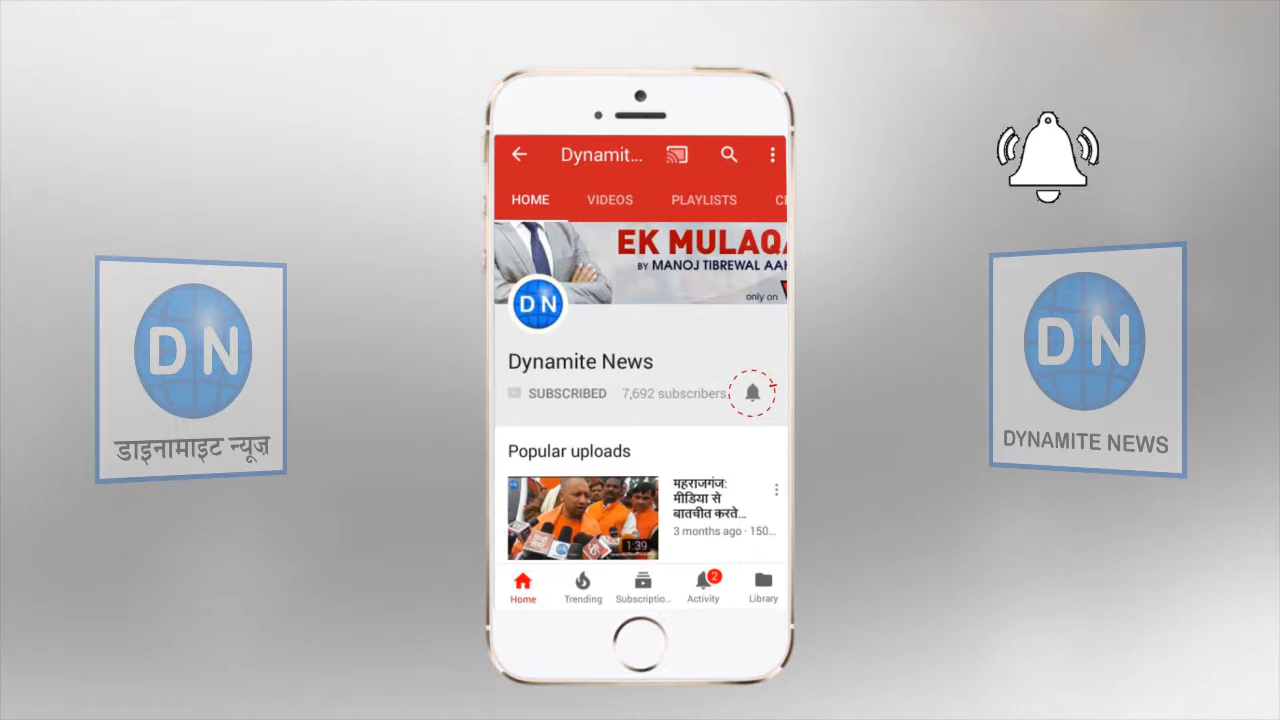 Dynamit...
HOME VIDEOS PLAYLISTS
EK MULAQA
BY MANOJ TIBREWAL AAK
only on
DN
Dynamite News
SUBSCRIBED 7,692 subscribers
Popular uploads
महराजगंज:
मीडिया से
बातचीत करते...
3 months ago · 150...
1:39
2
Home Trending Subscriptio.. Activity Library
DN
डाइनामाइट न्यूज़
DN
DYNAMITE NEWS